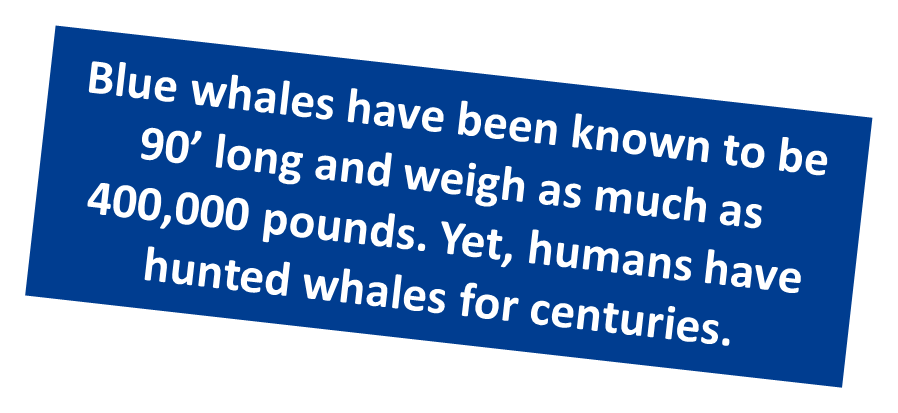 Blue whales have been known to be
90’ long and weigh as much as
400,000 pounds. Yet, humans have
hunted whales for centuries.